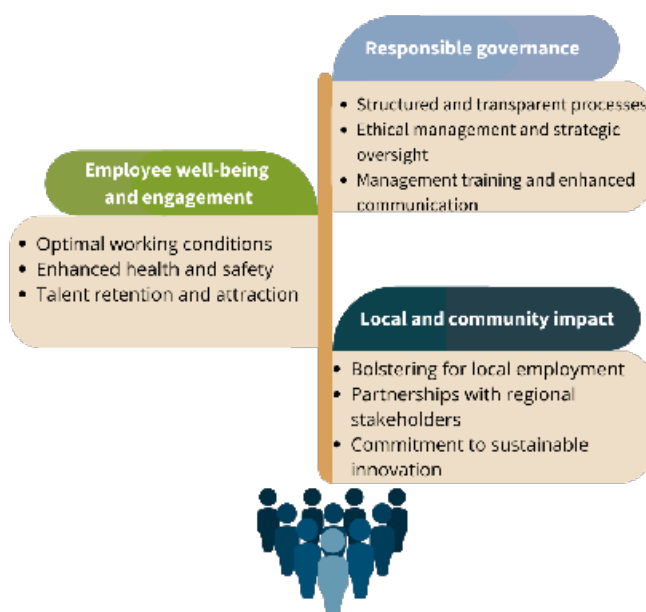 Responsible governance
• Structured and transparent processes
• Ethical management and strategic
oversight
• Management training and enhanced
communication
Employee well-being
and engagement
• Optimal working conditions
• Enhanced health and safety
• Talent retention and attraction
Local and community impact
• Bolstering for local employment
• Partnerships with regional
stakeholders
• Commitment to sustainable
innovation